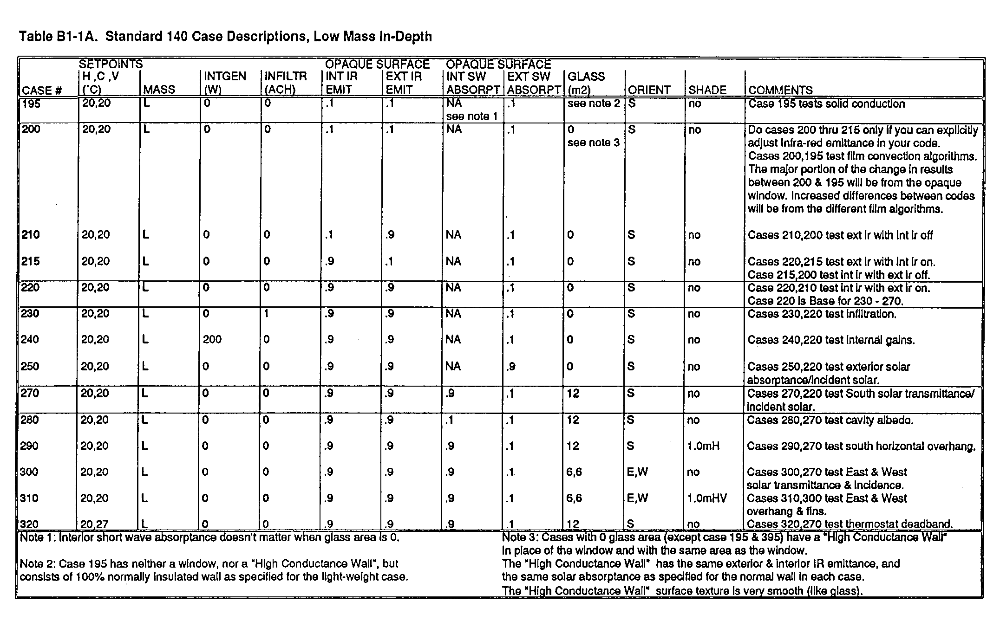 Table B1-1A. Standard 140 Case Descriptions, Low Mass In-Depth
SETPOINTS OPAQUE SURFACE OPAQUE SURFACE
H ,C ,V INTGEN INFILTR INT IR EXT IR INT SW EXT SW GLASS
CASE # (°C) MASS (W) (ACH) EMIT EMIT ABSORPT ABSORPT (m2) ORIENT SHADE COMMENTS
195 20,20 L 0 0 .1 .1 NA .1 see note 2 S no Case 195 tests solid conduction
see note 1
200 20,20 L 0 0 .1 .1 NA .1 0 S no Do cases 200 thru 215 only if you can explicitly
see note 3 adjust infra-red emittance in your code.
Cases 200,195 test film convection algorithms.
The major portion of the change in results
between 200 & 195 will be from the opaque
window. Increased differences between codes
will be from the different film algorithms.
210 20,20 L 0 0 .1 .9 NA .1 0 S no Cases 210,200 test ext ir with int ir off
215 20,20 L 0 0 .9 .1 NA .1 0 S no Cases 220,215 test ext ir with int ir on.
Case 215,200 test int ir with ext ir off.
220 20,20 L 0 0 .9 .9 NA .1 0 S no Case 220,210 test int ir with ext ir on.
Case 220 is Base for 230 - 270.
230 20,20 L 0 1 .9 .9 NA .1 0 S no Cases 230,220 test infiltration.
240 20,20 L 200 0 .9 .9 NA .1 0 S no Cases 240,220 test internal gains.
250 20,20 L 0 0 .9 .9 NA .9 0 S no Cases 250,220 test exterior solar
absorptance/incident solar.
270 20,20 L 0 0 .9 .9 .9 .1 12 S no Cases 270,220 test South solar transmittance/
incident solar.
280 20,20 L 0 0 .9 .9 .1 .1 12 S no Cases 280,270 test cavity albedo.
290 20,20 L 0 0 .9 .9 .9 .1 12 S 1.0mH Cases 290,270 test south horizontal overhang.
300 20,20 L 0 0 .9 .9 .9 .1 6,6 E,W no Cases 300,270 test East & West
solar transmittance & incidence.
310 20,20 L 0 0 .9 .9 .9 .1 6,6 E,W 1.0mHV Cases 310,300 test East & West
overhang & fins.
320 20,27 L 0 0 .9 .9 .9 .1 12 S no Cases 320,270 test thermostat deadband.
Note 1: Interior short wave absorptance doesn't matter when glass area is 0.
Note 2: Case 195 has neither a window, nor a "High Conductance Wall", but
consists of 100% normally insulated wall as specified for the light-weight case.
Note 3: Cases with 0 glass area (except case 195 & 395) have a "High Conductance Wall"
in place of the window and with the same area as the window.
The "High Conductance Wall" has the same exterior & interior IR emittance, and
the same solar absorptance as specified for the normal wall in each case.
The "High Conductance Wall" surface texture is very smooth (like glass).